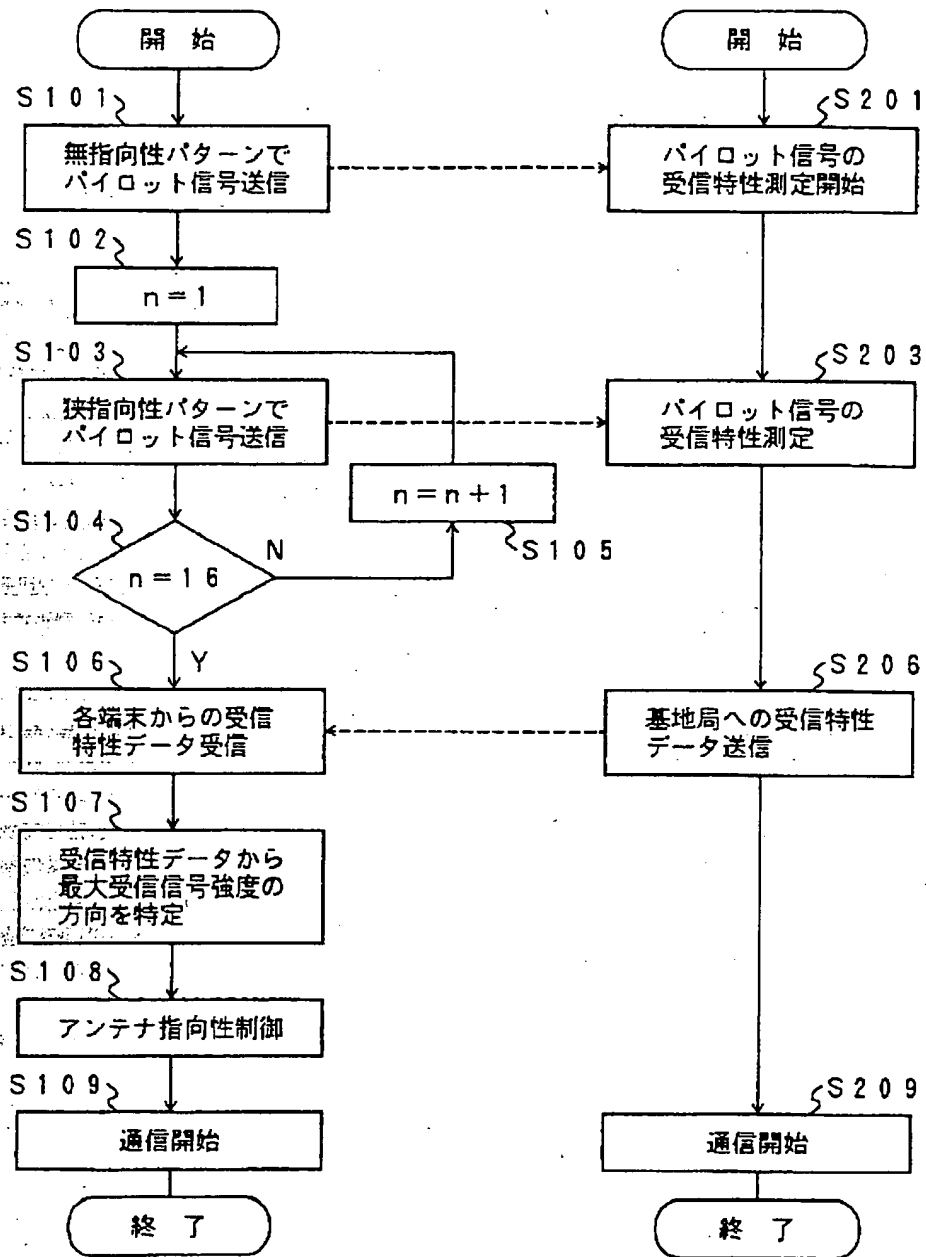 開 始
S101
無指向性パターンで
パイロット信号送信
S102
n=1
S103
狭指向性パターンで
パイロット信号送信
n=n+1
S105
S104
n=16
N
Y
S106
各端末からの受信
特性データ受信
S107
受信特性データから
最大受信信号強度の
方向を特定
S108
アンテナ指向性制御
S109
通信開始
終 了
開 始
S201
パイロット信号の
受信特性測定開始
S203
パイロット信号の
受信特性測定
S206
基地局への受信特性
データ送信
S209
通信開始
終 了